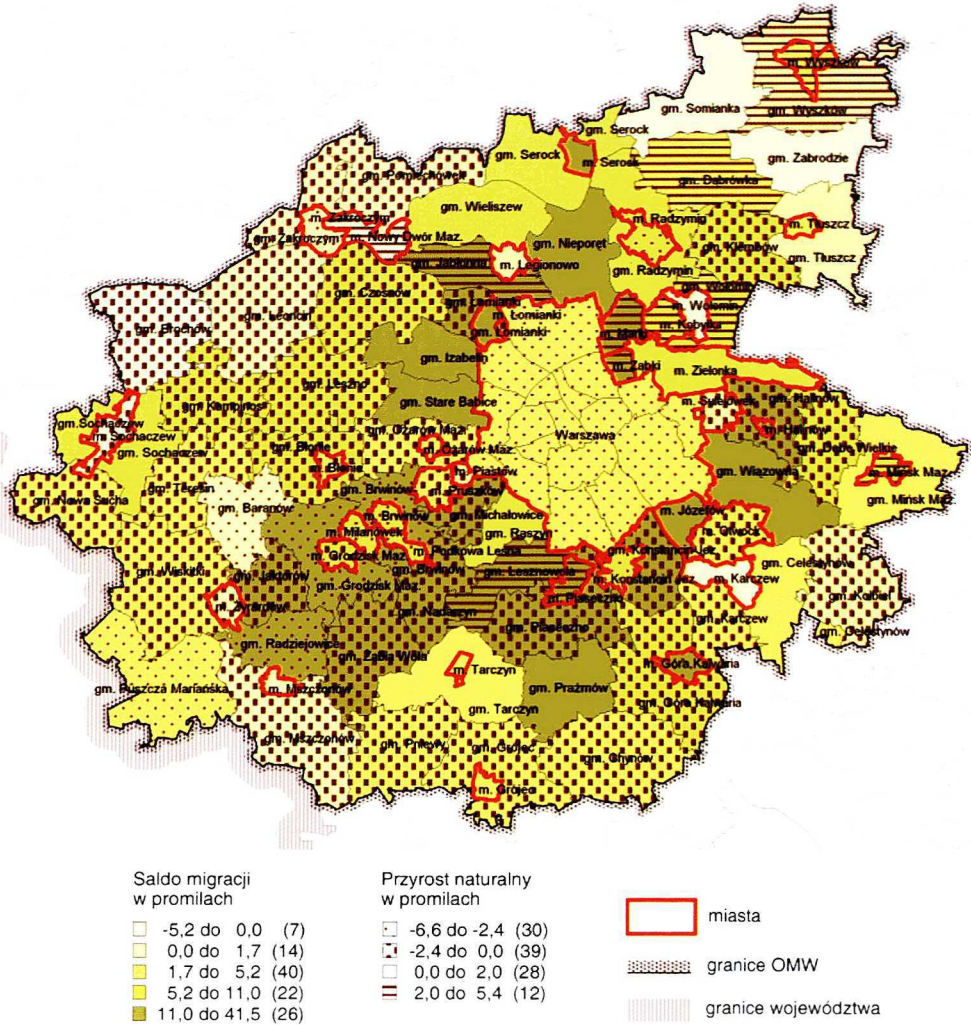 m. Wyszków
gm. Somianka
gm. Wyszków
gm. Serock
gm. Serock
m. Serock
gm. Zabrodzie
gm. Pomiechówek
gm. Dąbrówka
gm. Wieliszew
m. Zakroczym
m. Radzymin
m. Tłuszcz
gm. Zakroczym
m. Nowy Dwór Maz.
gm. Nieporęt
gm. Klembów
gm. Tłuszcz
gm. Jabłonna
m. Legionowo
gm. Radzymin
gm. Wołomin
gm. Czosnów
gm. Łomianki
m. Wołomin
gm. Leoncin
m. Łomianki
gm. Brochów
gm. Łomianki
m. Marki
m. Kobyłka
gm. Izabelin
m. Ząbki
m. Zielonka
gm. Leszno
gm. Stare Babice
m. Sulejówek
gm. Halinów
gm. Kampinos
gm. Sochaczew
gm. Ożarów Maz.
Warszawa
m. Halinów
m. Sochaczew
gm. Błonie
m. Ożarów Maz.
gm. Dębe Wielkie
gm. Sochaczew
m. Błonie
m. Piastów
gm. Wiązowna
m. Mińsk Maz.
gm. Teresin
gm. Brwinów
m. Pruszków
gm. Nowa Sucha
gm. Mińsk Maz.
gm. Baranów
m. Brwinów
gm. Michałowice
m. Józefów
m. Milanówek
gm. Raszyn
m. Otwock
m. Grodzisk Maz.
m. Podkowa Leśna
gm. Konstancin-Jez.
gm. Wiskitki
gm. Jaktorów
gm. Brwinów
gm. Lesznowola
gm. Celestynów
gm. Grodzisk Maz.
m. Konstancin Jez.
m. Karczew
m. Żyrardów
m. Piaseczno
gm. Kołbiel
gm. Nadarzyn
gm. Karczew
gm. Radziejowice
gm. Piaseczno
gm. Celestynów
gm. Żabia Wola
m. Tarczyn
m. Góra Kalwaria
gm. Puszcza Mariańska
m. Mszczonów
gm. Prażmów
gm. Góra Kalwaria
gm. Tarczyn
gm. Mszczonów
gm. Pniewy
gm. Grójec
gm. Chynów
m. Grójec
Saldo migracji
w promilach
-5,2 do 0,0 (7)
0,0 do 1,7 (14)
1,7 do 5,2 (40)
5,2 do 11,0 (22)
11,0 do 41,5 (26)
Przyrost naturalny
w promilach
-6,6 do -2,4 (30)
-2,4 do 0,0 (39)
0,0 do 2,0 (28)
2,0 do 5,4 (12)
miasta
granice OMW
granice województwa